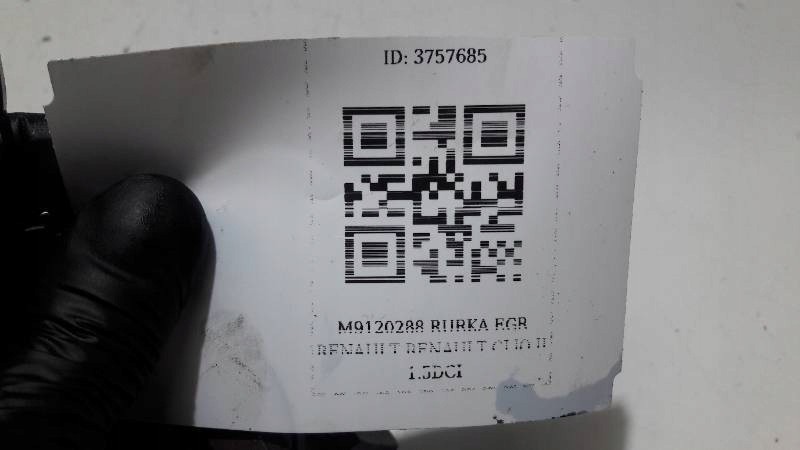 ID: 3757685
M9120288 RURKA EGR
RENAULT RENAULT CLIO II
1.5DCI